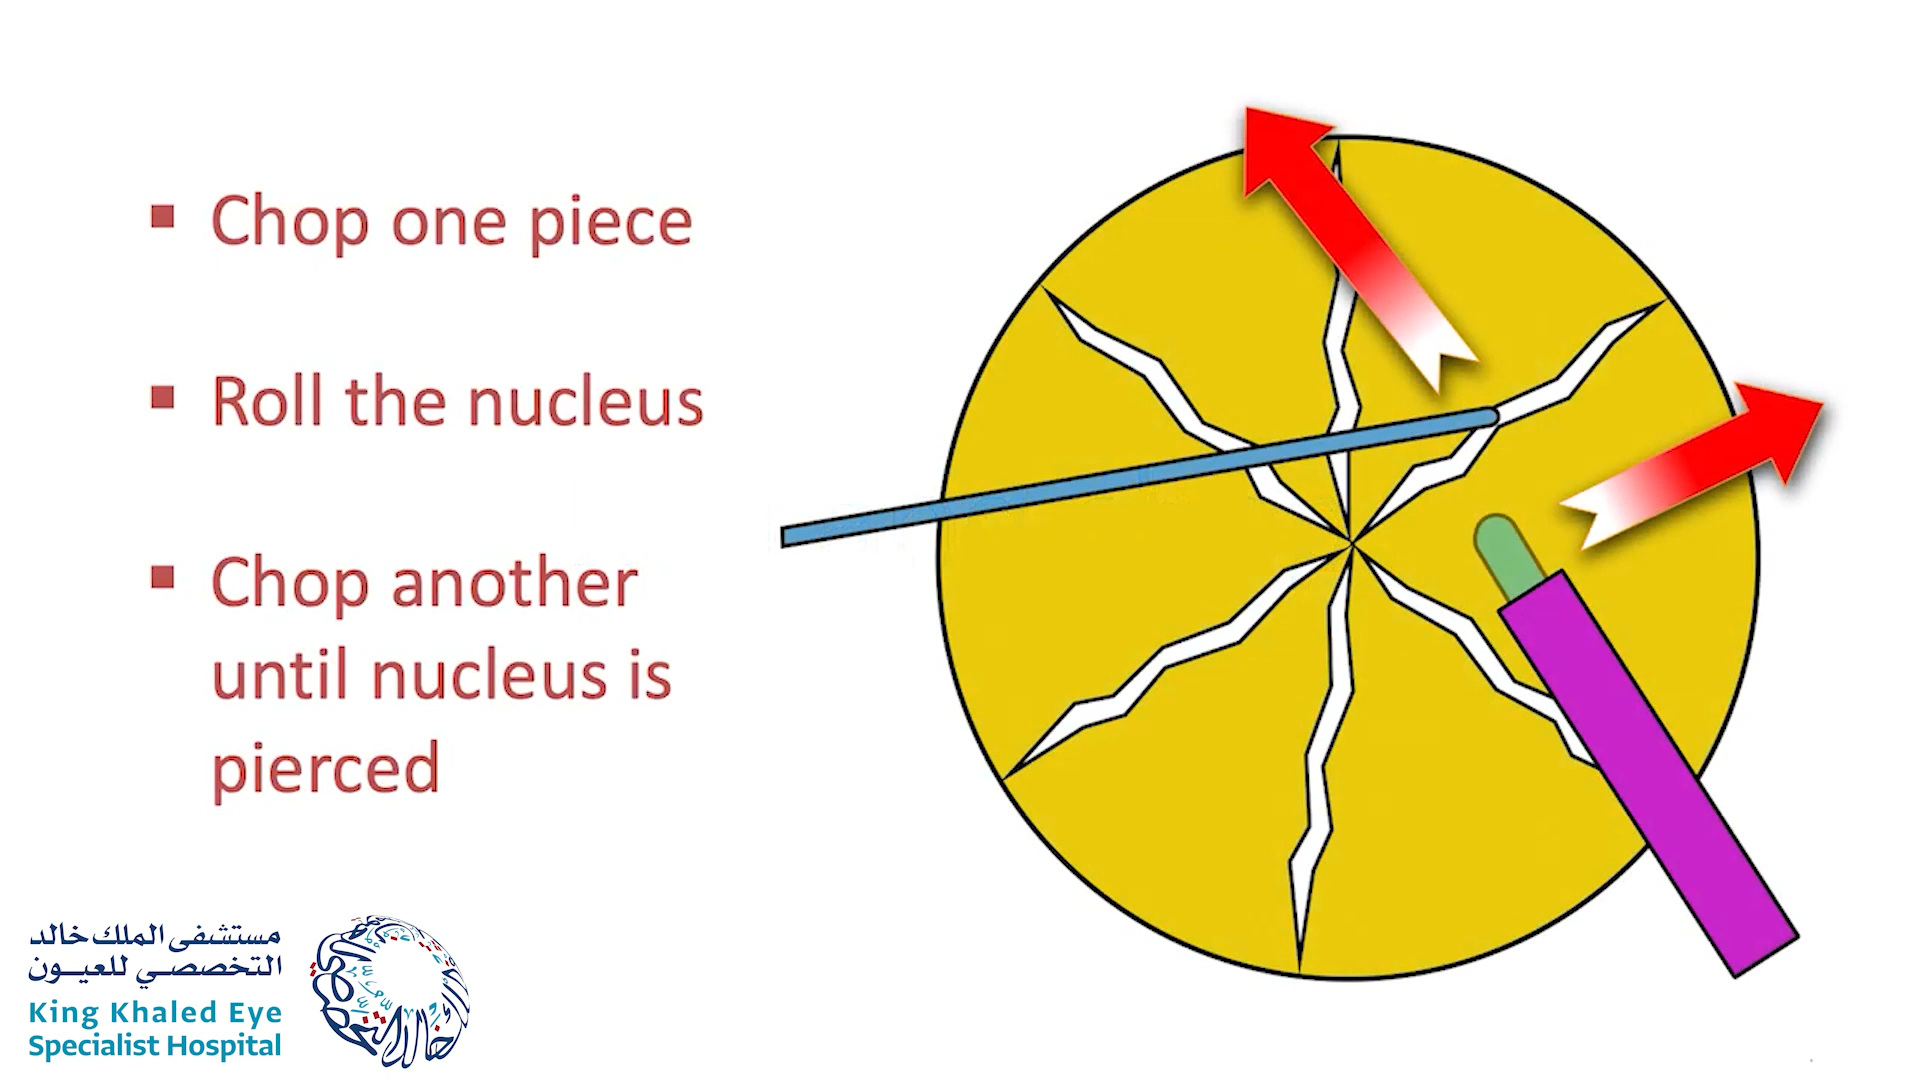 ▪ Chop one piece
▪ Roll the nucleus
▪ Chop another
until nucleus is
pierced
مستشفى الملك خالد
التخصصي للعيون
King Khaled Eye
Specialist Hospital